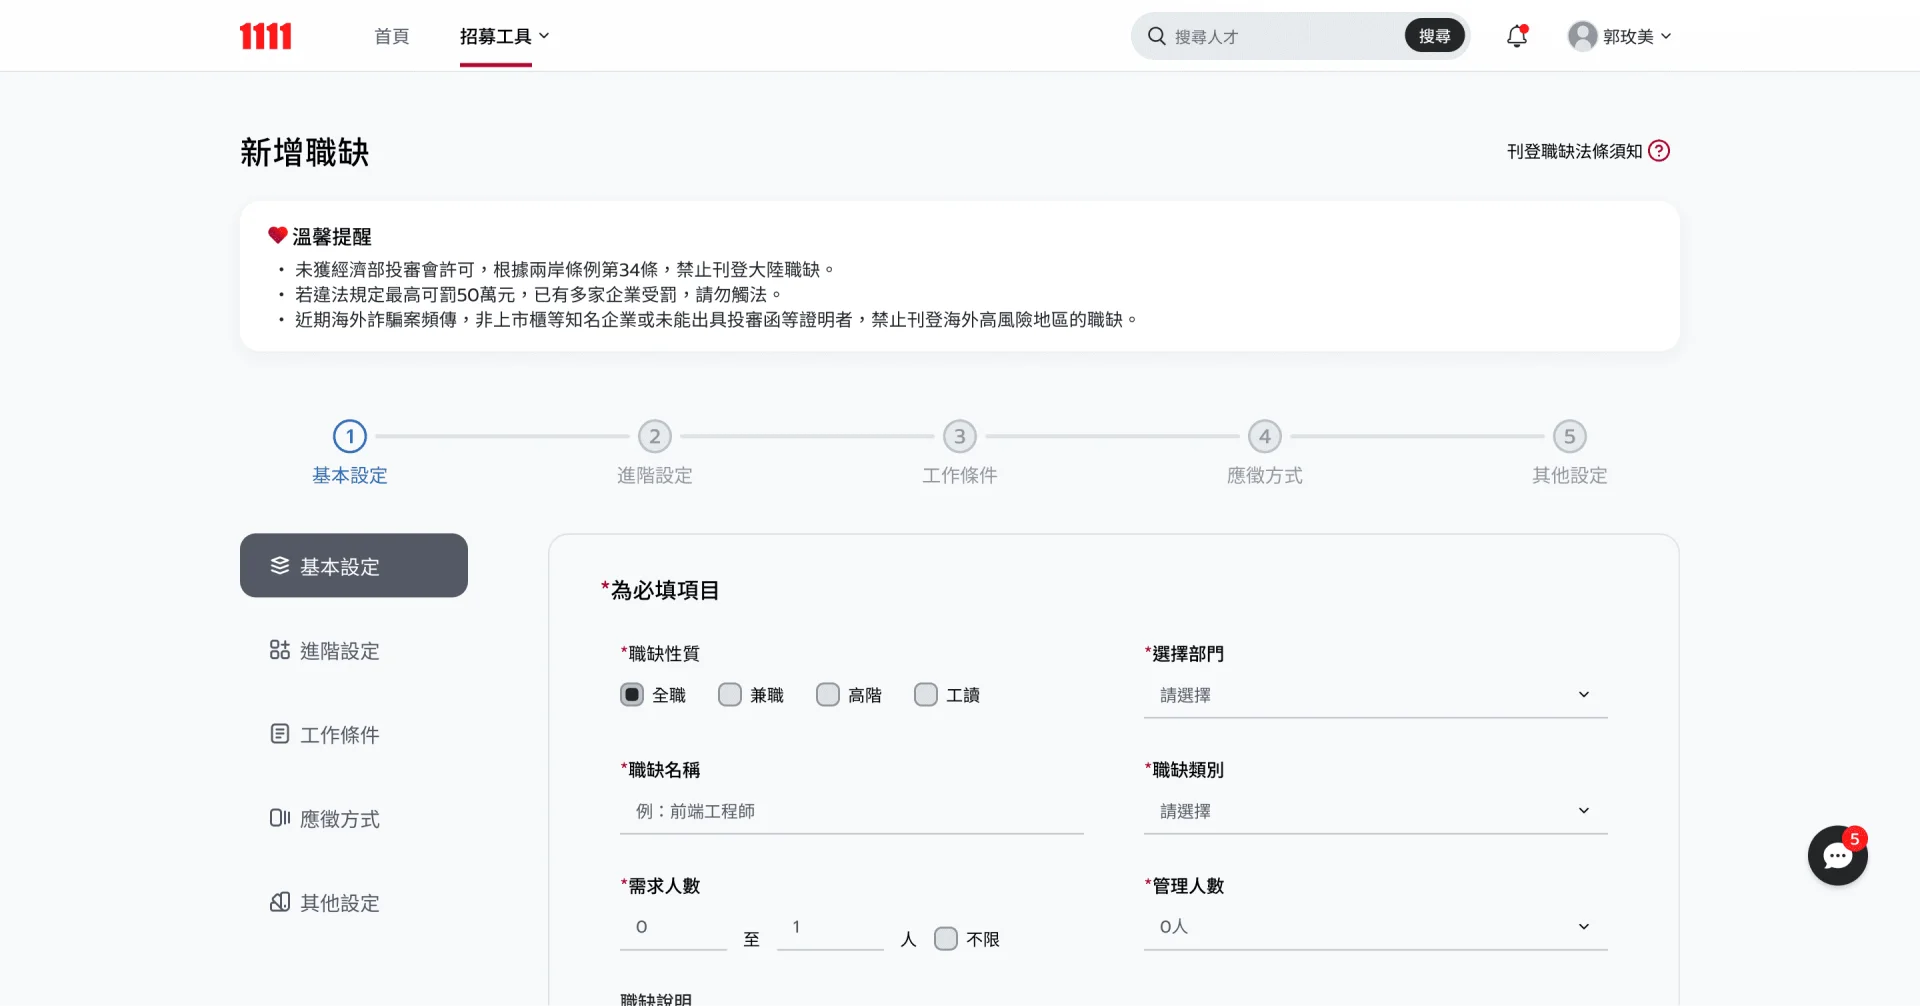 1111
首頁
招募工具
搜尋人才
搜尋
郭玫美
新增職缺
刊登職缺法條須知
溫馨提醒
・ 未獲經濟部投審會許可，根據兩岸條例第34條，禁止刊登大陸職缺。
・ 若違法規定最高可罰50萬元，已有多家企業受罰，請勿觸法。
・ 近期海外詐騙案頻傳，非上市櫃等知名企業或未能出具投審函等證明者，禁止刊登海外高風險地區的職缺。
1
2
3
4
5
基本設定
進階設定
工作條件
應徵方式
其他設定
基本設定
進階設定
工作條件
應徵方式
其他設定
*為必填項目
*職缺性質
全職
兼職
高階
工讀
*選擇部門
請選擇
*職缺名稱
例：前端工程師
*職缺類別
請選擇
*需求人數
0 至 1 人 不限
*管理人數
0人
職缺說明
5